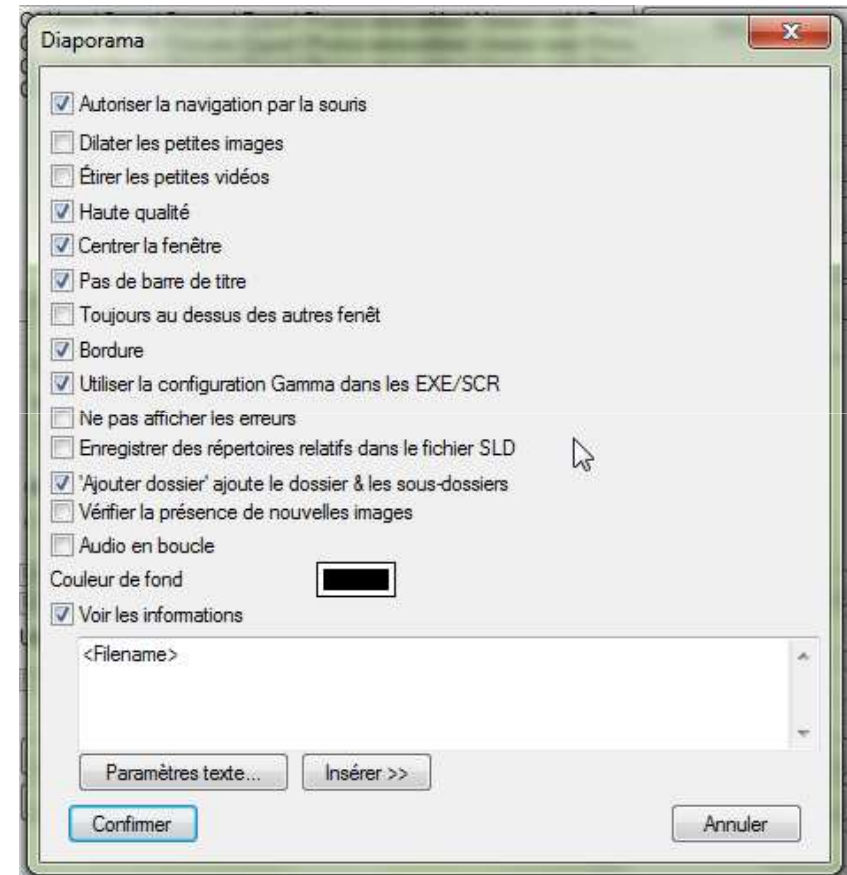 Diaporama
Autoriser la navigation par la souris
Dilater les petites images
Étirer les petites vidéos
Haute qualité
Centrer la fenêtre
Pas de barre de titre
Toujours au dessus des autres fenêt
Bordure
Utiliser la configuration Gamma dans les EXE/SCR
Ne pas afficher les erreurs
Enregistrer des répertoires relatifs dans le fichier SLD
'Ajouter dossier' ajoute le dossier & les sous-dossiers
Vérifier la présence de nouvelles images
Audio en boucle
Couleur de fond
Voir les informations
<Filename>
Paramètres texte... Insérer >>
Confirmer Annuler